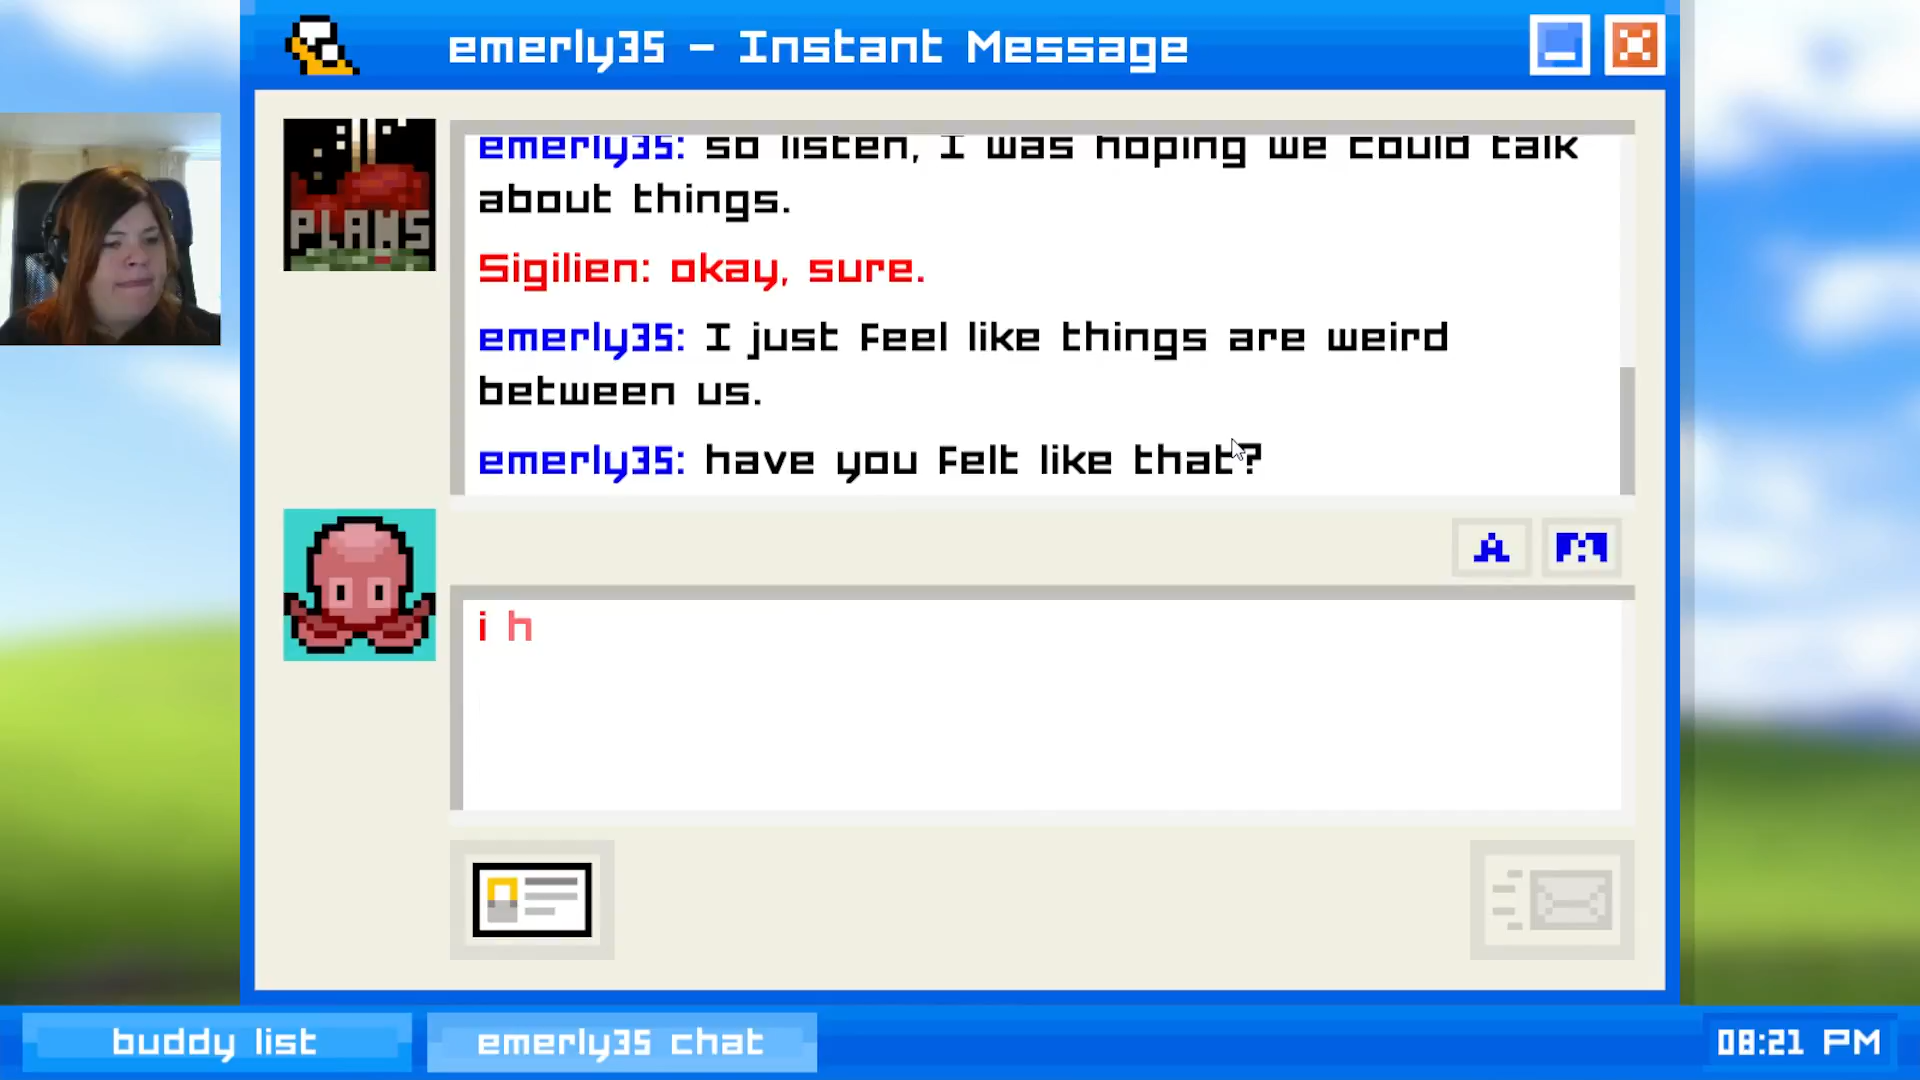 emerly35 - Instant Message
emerly35: so listen, I was hoping we could talk
about things.
Sigilien: okay, sure.
emerly35: I just feel like things are weird
between us.
emerly35: have you felt like that?
PLANS
A
i h
buddy list
emerly35 chat
08:21 PM